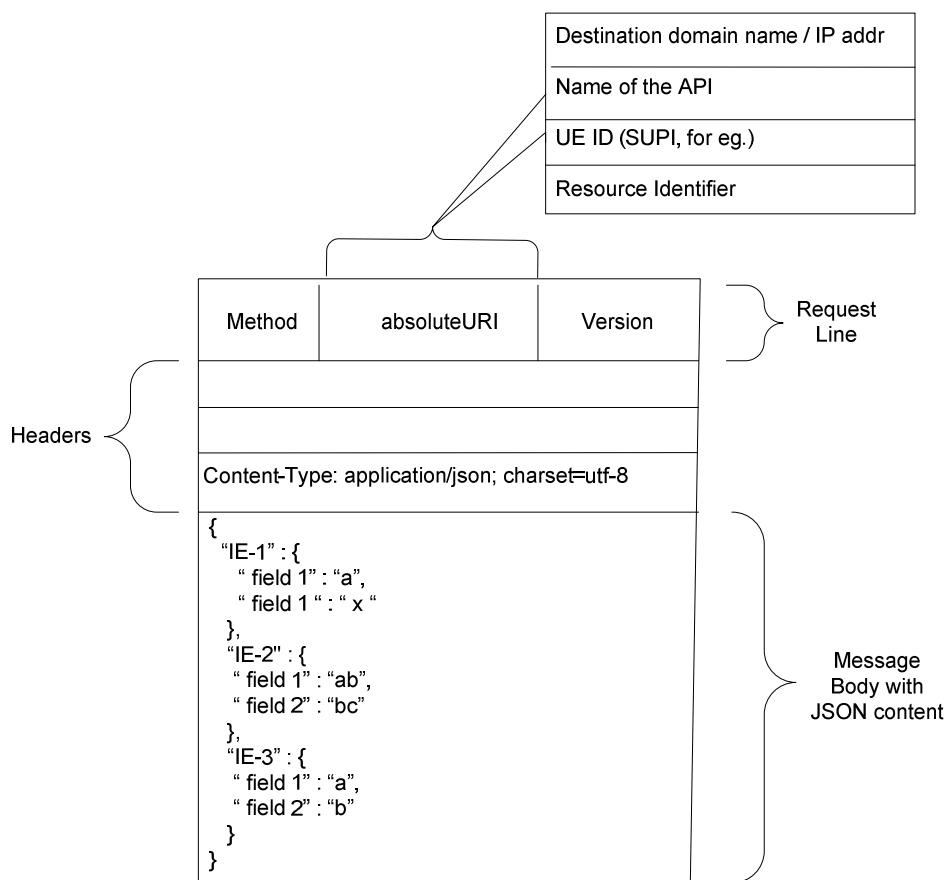 Destination domain name / IP addr
Name of the API
UE ID (SUPI, for eg.)
Resource Identifier
Method
absoluteURI
Version
Request
Line
Headers
Content-Type: application/json; charset=utf-8
{
“IE-1” : {
“ field 1” : “a”,
“ field 1 “ : “ x “
},
“IE-2" : {
“ field 1” : “ab”,
“ field 2” : “bc”
},
“IE-3” : {
“ field 1” : “a”,
“ field 2” : “b”
}
}
Message
Body with
JSON content